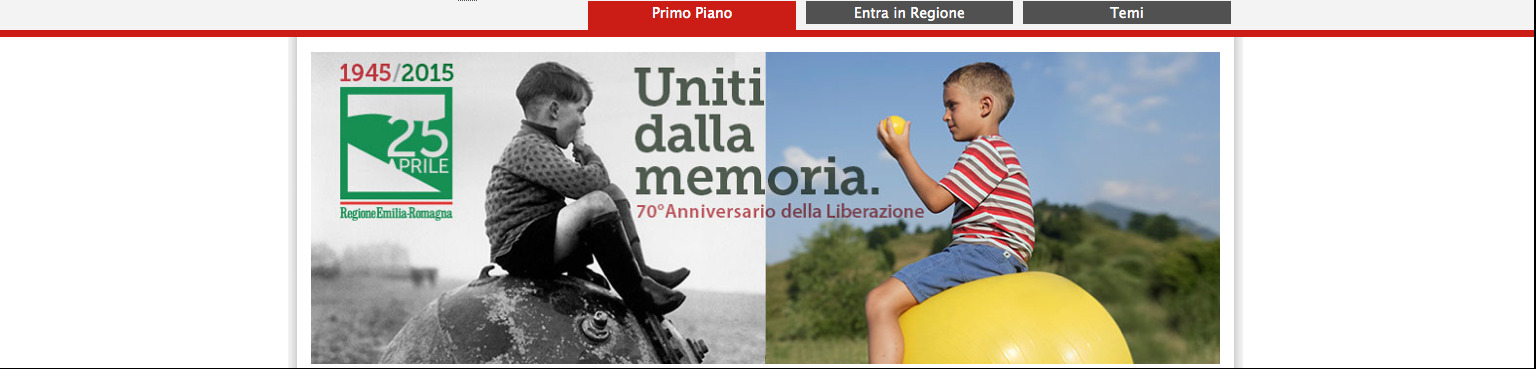 Primo Piano
Entra in Regione
Temi
1945/2015
25
APRILE
RegioneEmilia-Romagna
Uniti
dalla
memoria.
70°Anniversario della Liberazione